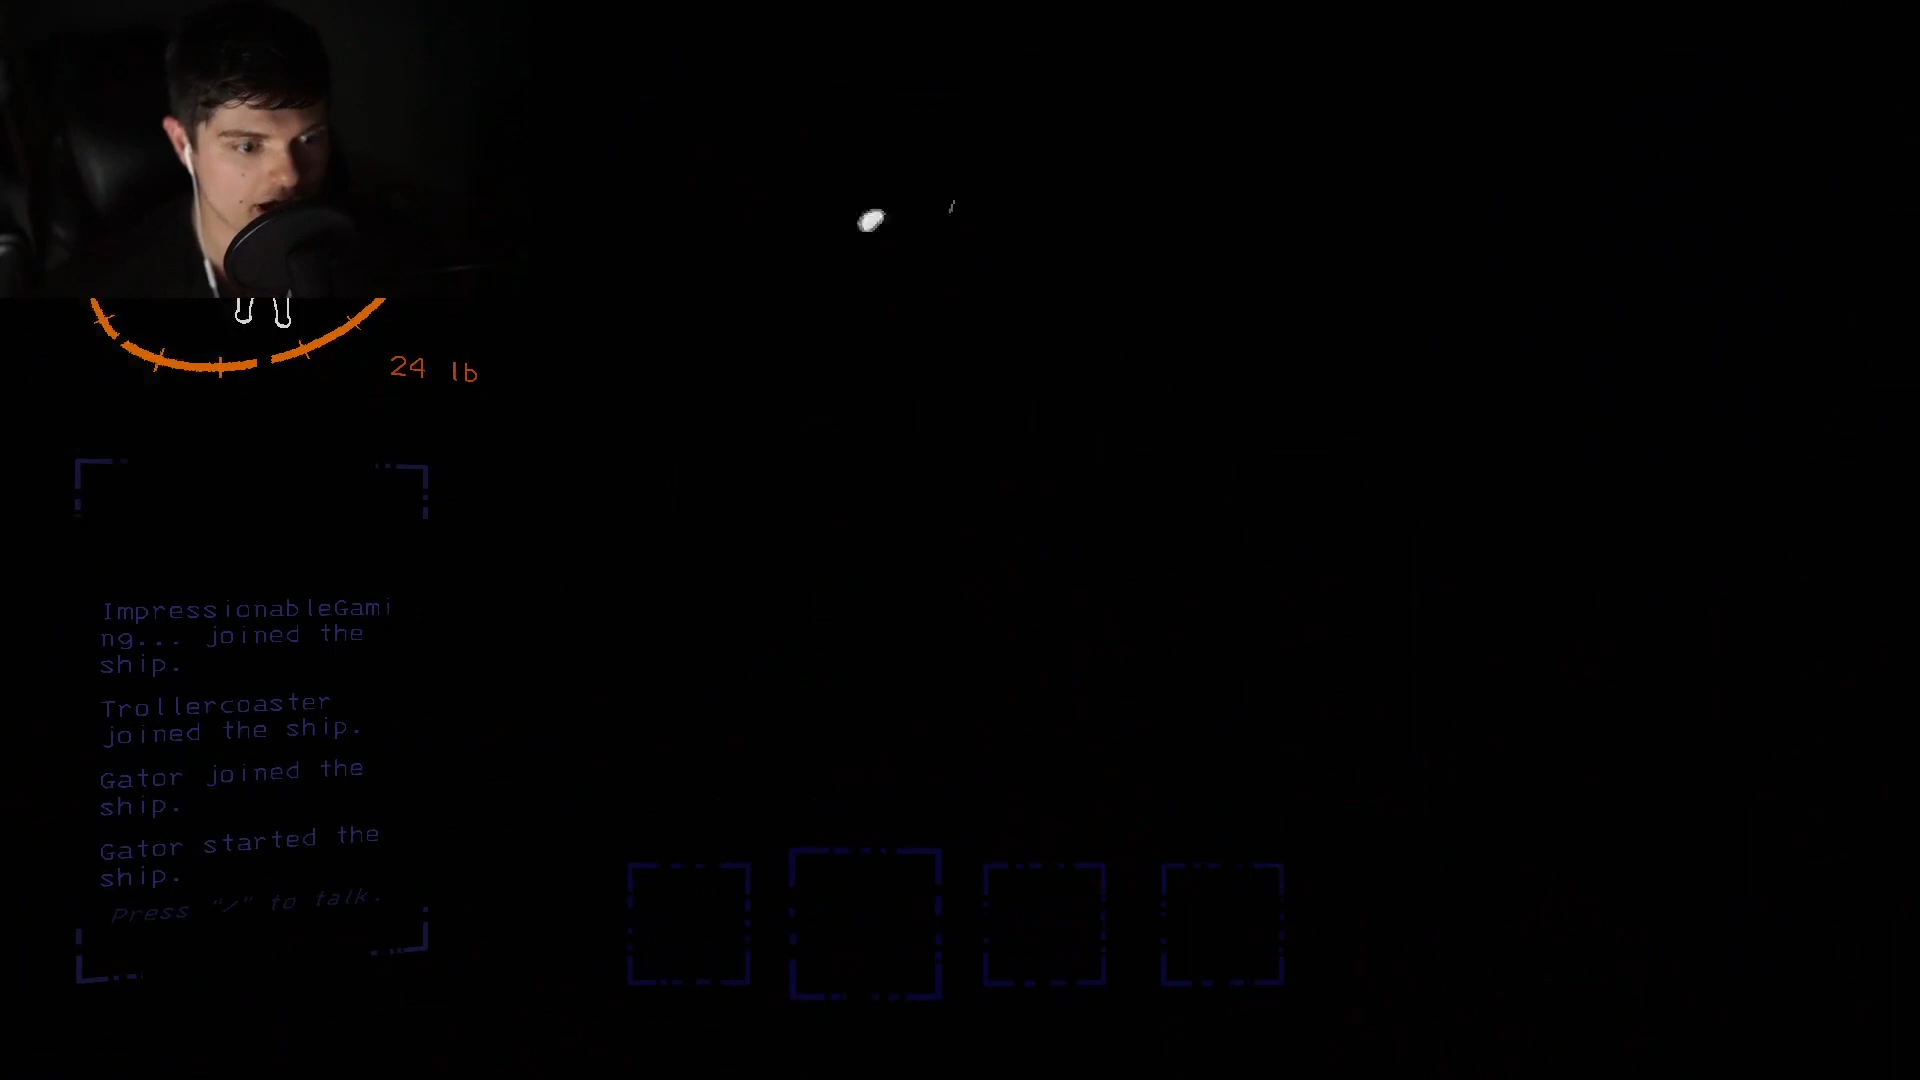 24 lb
ImpressionableGami
ng... joined the
ship.
Trollercoaster
joined the ship.
Gator joined the
ship.
Gator started the
ship.
Press "/" to talk.